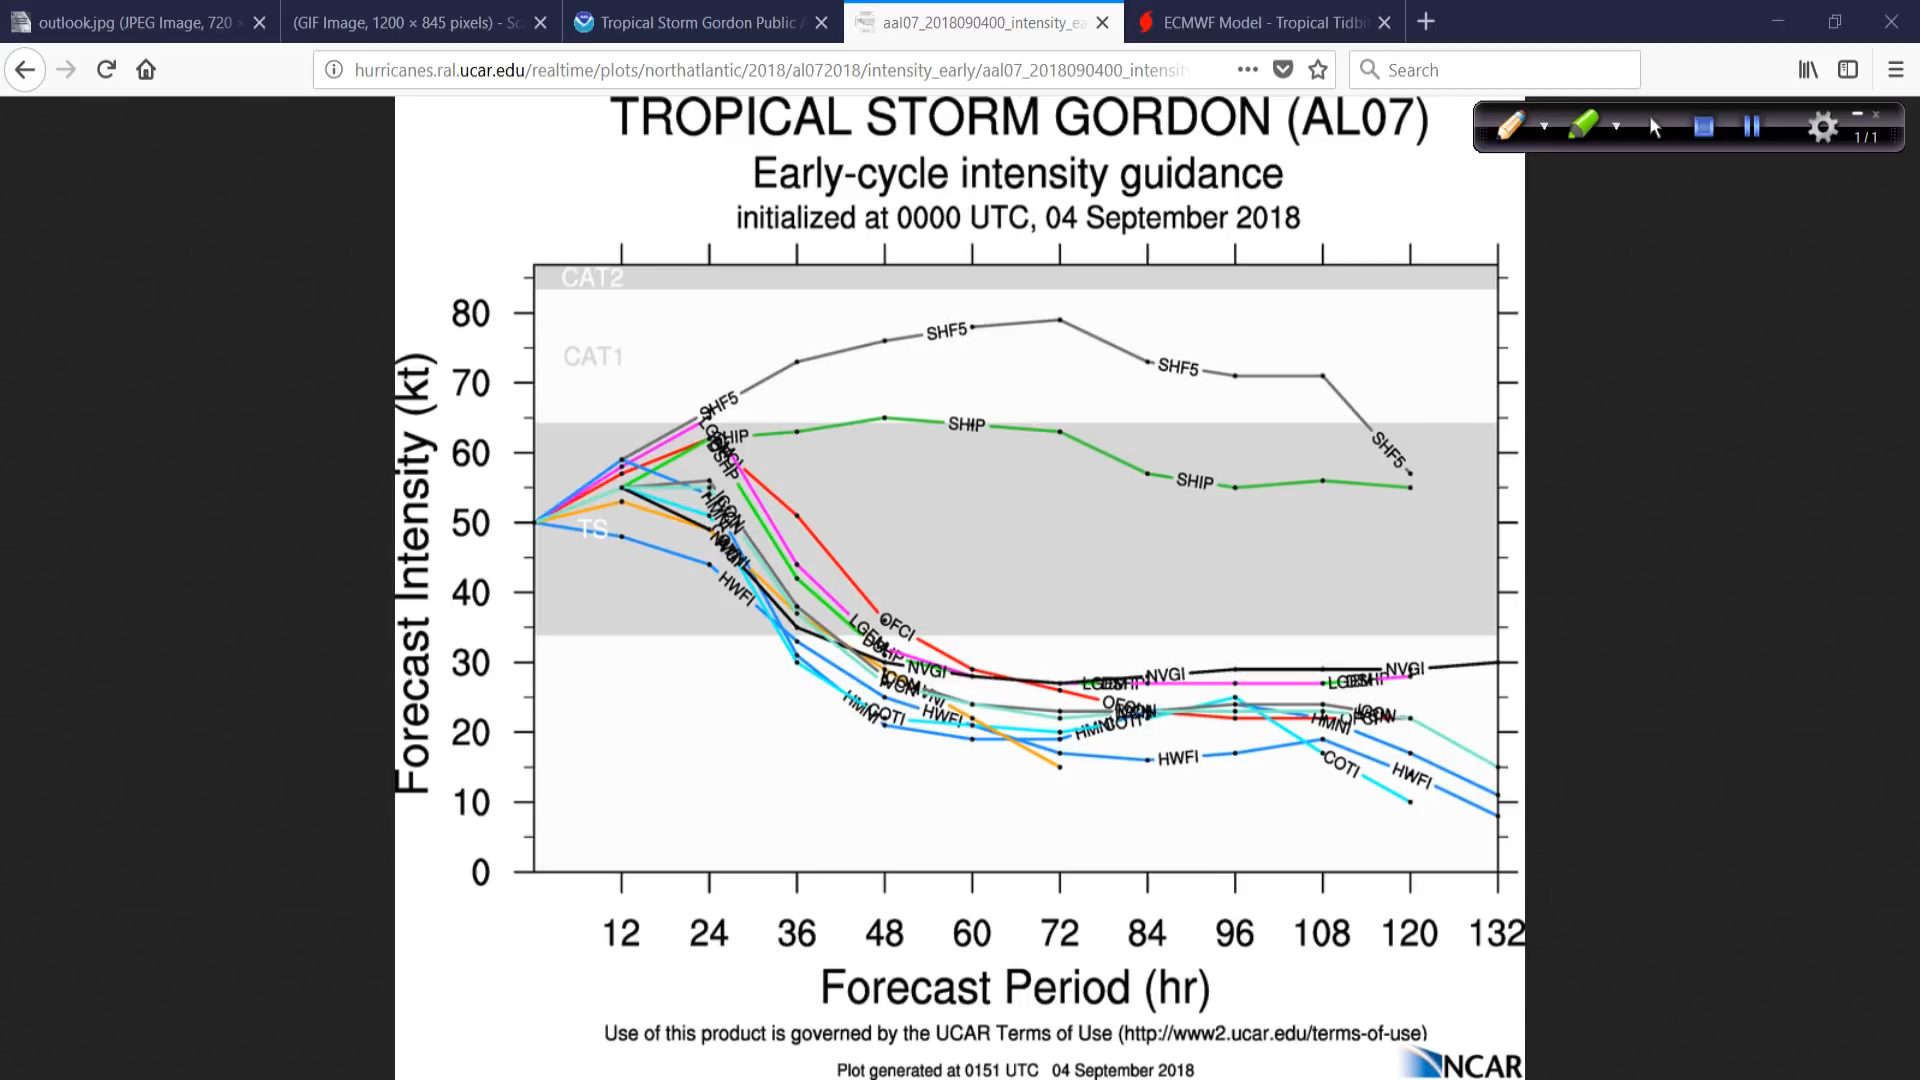 outlook.jpg (JPEG Image, 720
(GIF Image, 1200 × 845 pixels) - Sc
Tropical Storm Gordon Public A
aal07_2018090400_intensity_ea
ECMWF Model - Tropical Tidbi
hurricanes.ral.ucar.edu/realtime/plots/northatlantic/2018/al072018/intensity_early/aal07_2018090400_intensit
Search
1/1
TROPICAL STORM GORDON (AL07)
Early-cycle intensity guidance
initialized at 0000 UTC, 04 September 2018
CAT2
CAT1
TS
Forecast Intensity (kt)
80
70
60
50
40
30
20
10
0
SHF5
SHF5
SHF5
SHF5
SHIP
SHIP
SHIP
DSHP
HWFI
OFCI
NVGI
NVGI
NVGI
HMNI
COTI
HWFI
HMNI
COTI
HWFI
HMNI
COTI
HWFI
12 24 36 48 60 72 84 96 108 120 132
Forecast Period (hr)
Use of this product is governed by the UCAR Terms of Use (http://www2.ucar.edu/terms-of-use)
Plot generated at 0151 UTC 04 September 2018
NCAR